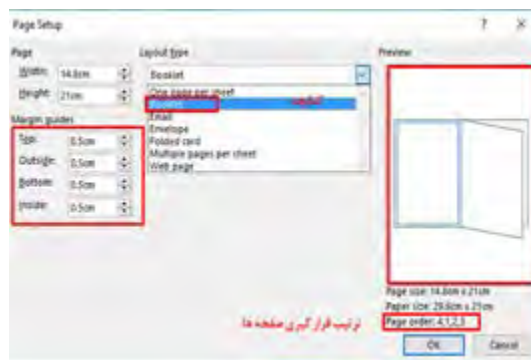 Page Setup
Page
Width: 14.8cm
Height: 21cm
Margin guides
Top: 0.5cm
Outside: 0.5cm
Bottom: 0.5cm
Inside: 0.5cm
Layout type
Booklet
One page per sheet
Booklet
Email
Envelope
Folded card
Multiple pages per sheet
Web page
Preview
Page size: 14.8cm x 21cm
Paper size: 29.6cm x 21cm
Page order: 4,1,2,3
ترتیب قرار گیری صفحه ها
OK
Cancel